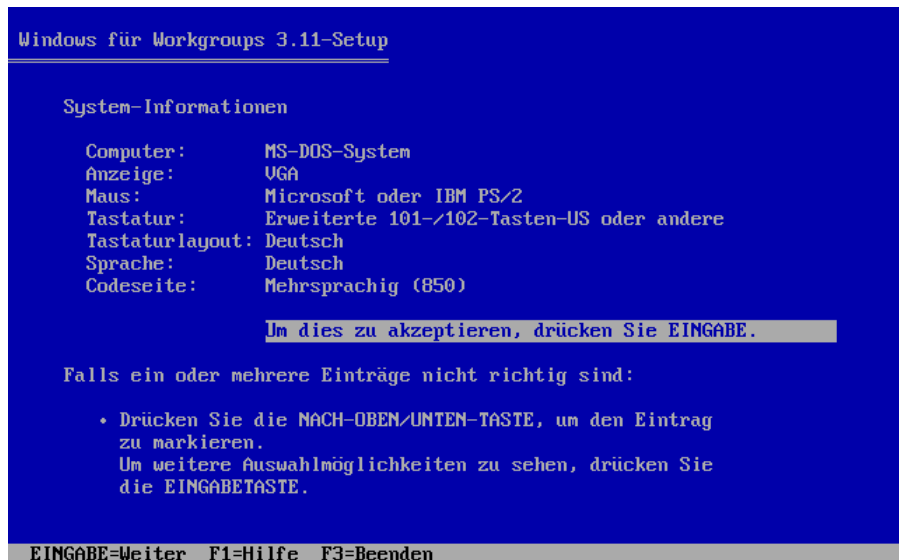 Windows für Workgroups 3.11-Setup
System-Informationen
Computer: MS-DOS-System
Anzeige: VGA
Maus: Microsoft oder IBM PS/2
Tastatur: Erweiterte 101-/102-Tasten-US oder andere
Tastaturlayout: Deutsch
Sprache: Deutsch
Codeseite: Mehrsprachig (850)
Um dies zu akzeptieren, drücken Sie EINGABE.
Falls ein oder mehrere Einträge nicht richtig sind:
• Drücken Sie die NACH-OBEN/UNTEN-TASTE, um den Eintrag
zu markieren.
Um weitere Auswahlmöglichkeiten zu sehen, drücken Sie
die EINGABETASTE.
EINGABE=Weiter F1=Hilfe F3=Beenden